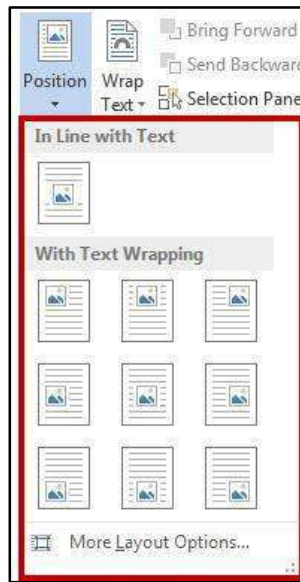 Bring Forward
Send Backward
Position Wrap Text Selection Pane
In Line with Text
With Text Wrapping
More Layout Options...